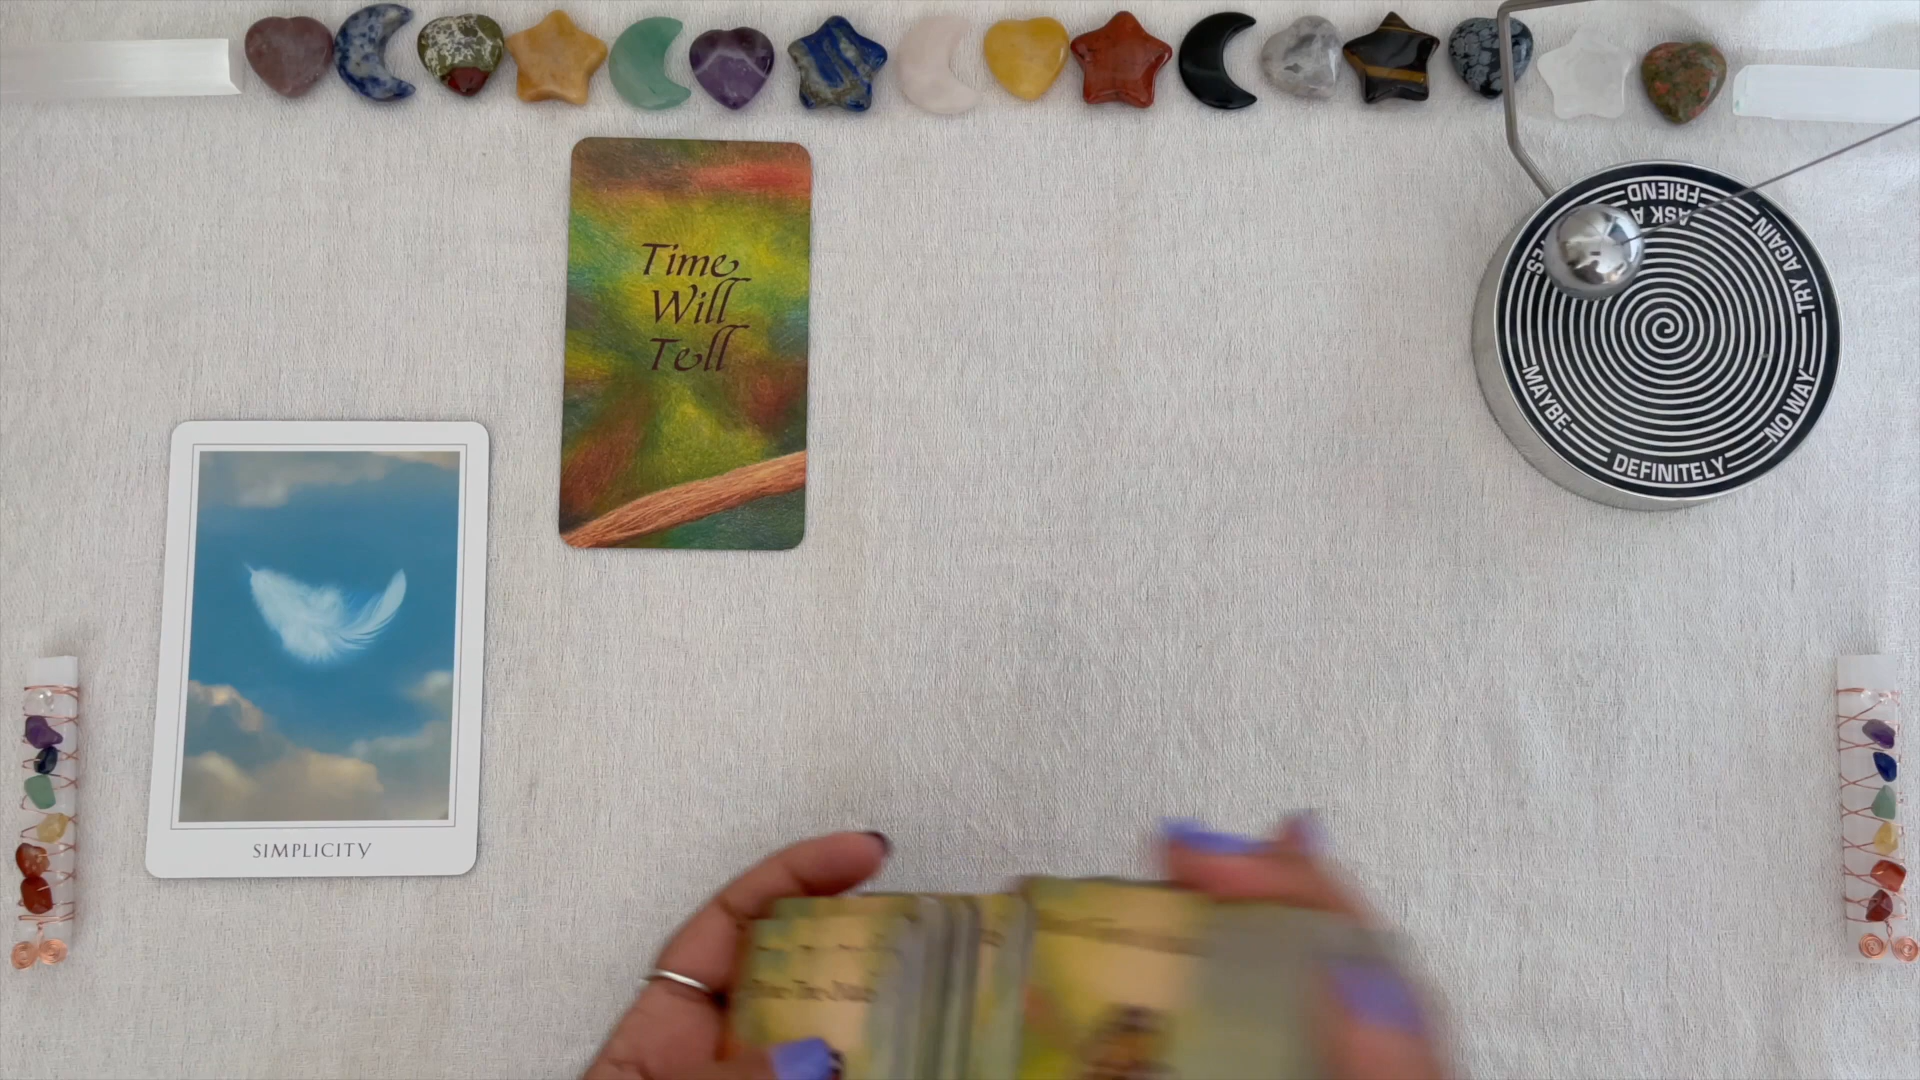 Time
Will
Tell
SIMPLICITY
ASK A
FRIEND
TRY AGAIN
NO WAY
DEFINITELY
MAYBE